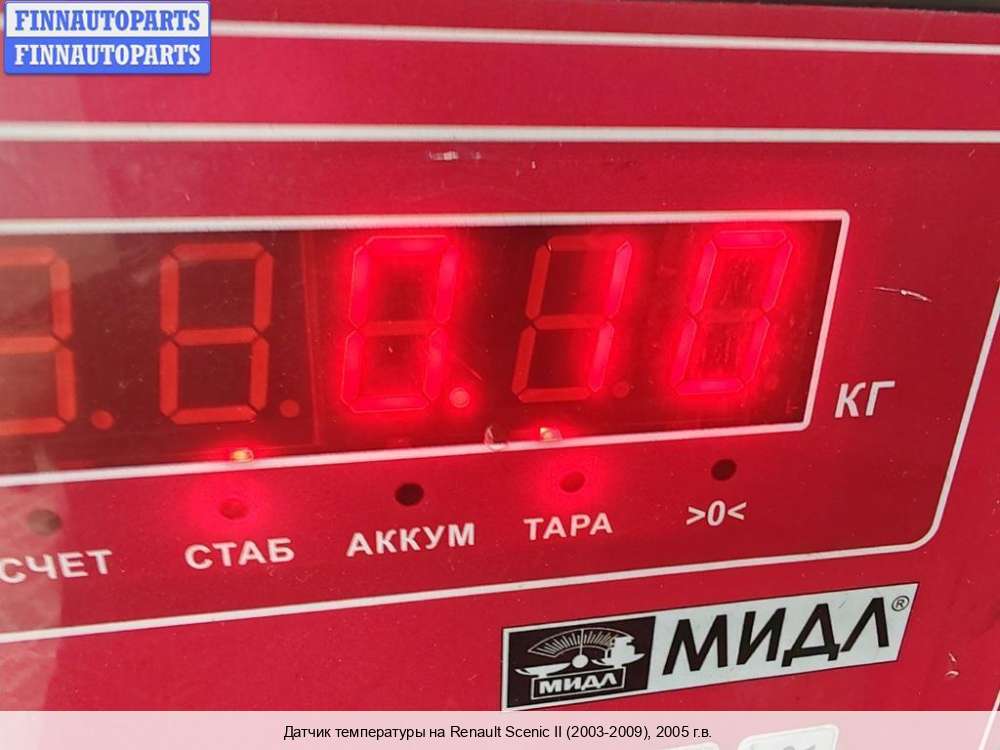 FINNAUTOPARTS
FINNAUTOPARTS
0.10
КГ
СЧЕТ СТАБ АККУМ ТАРА >0<
МИДЛ МИДЛ®
Датчик температуры на Renault Scenic II (2003-2009), 2005 г.в.